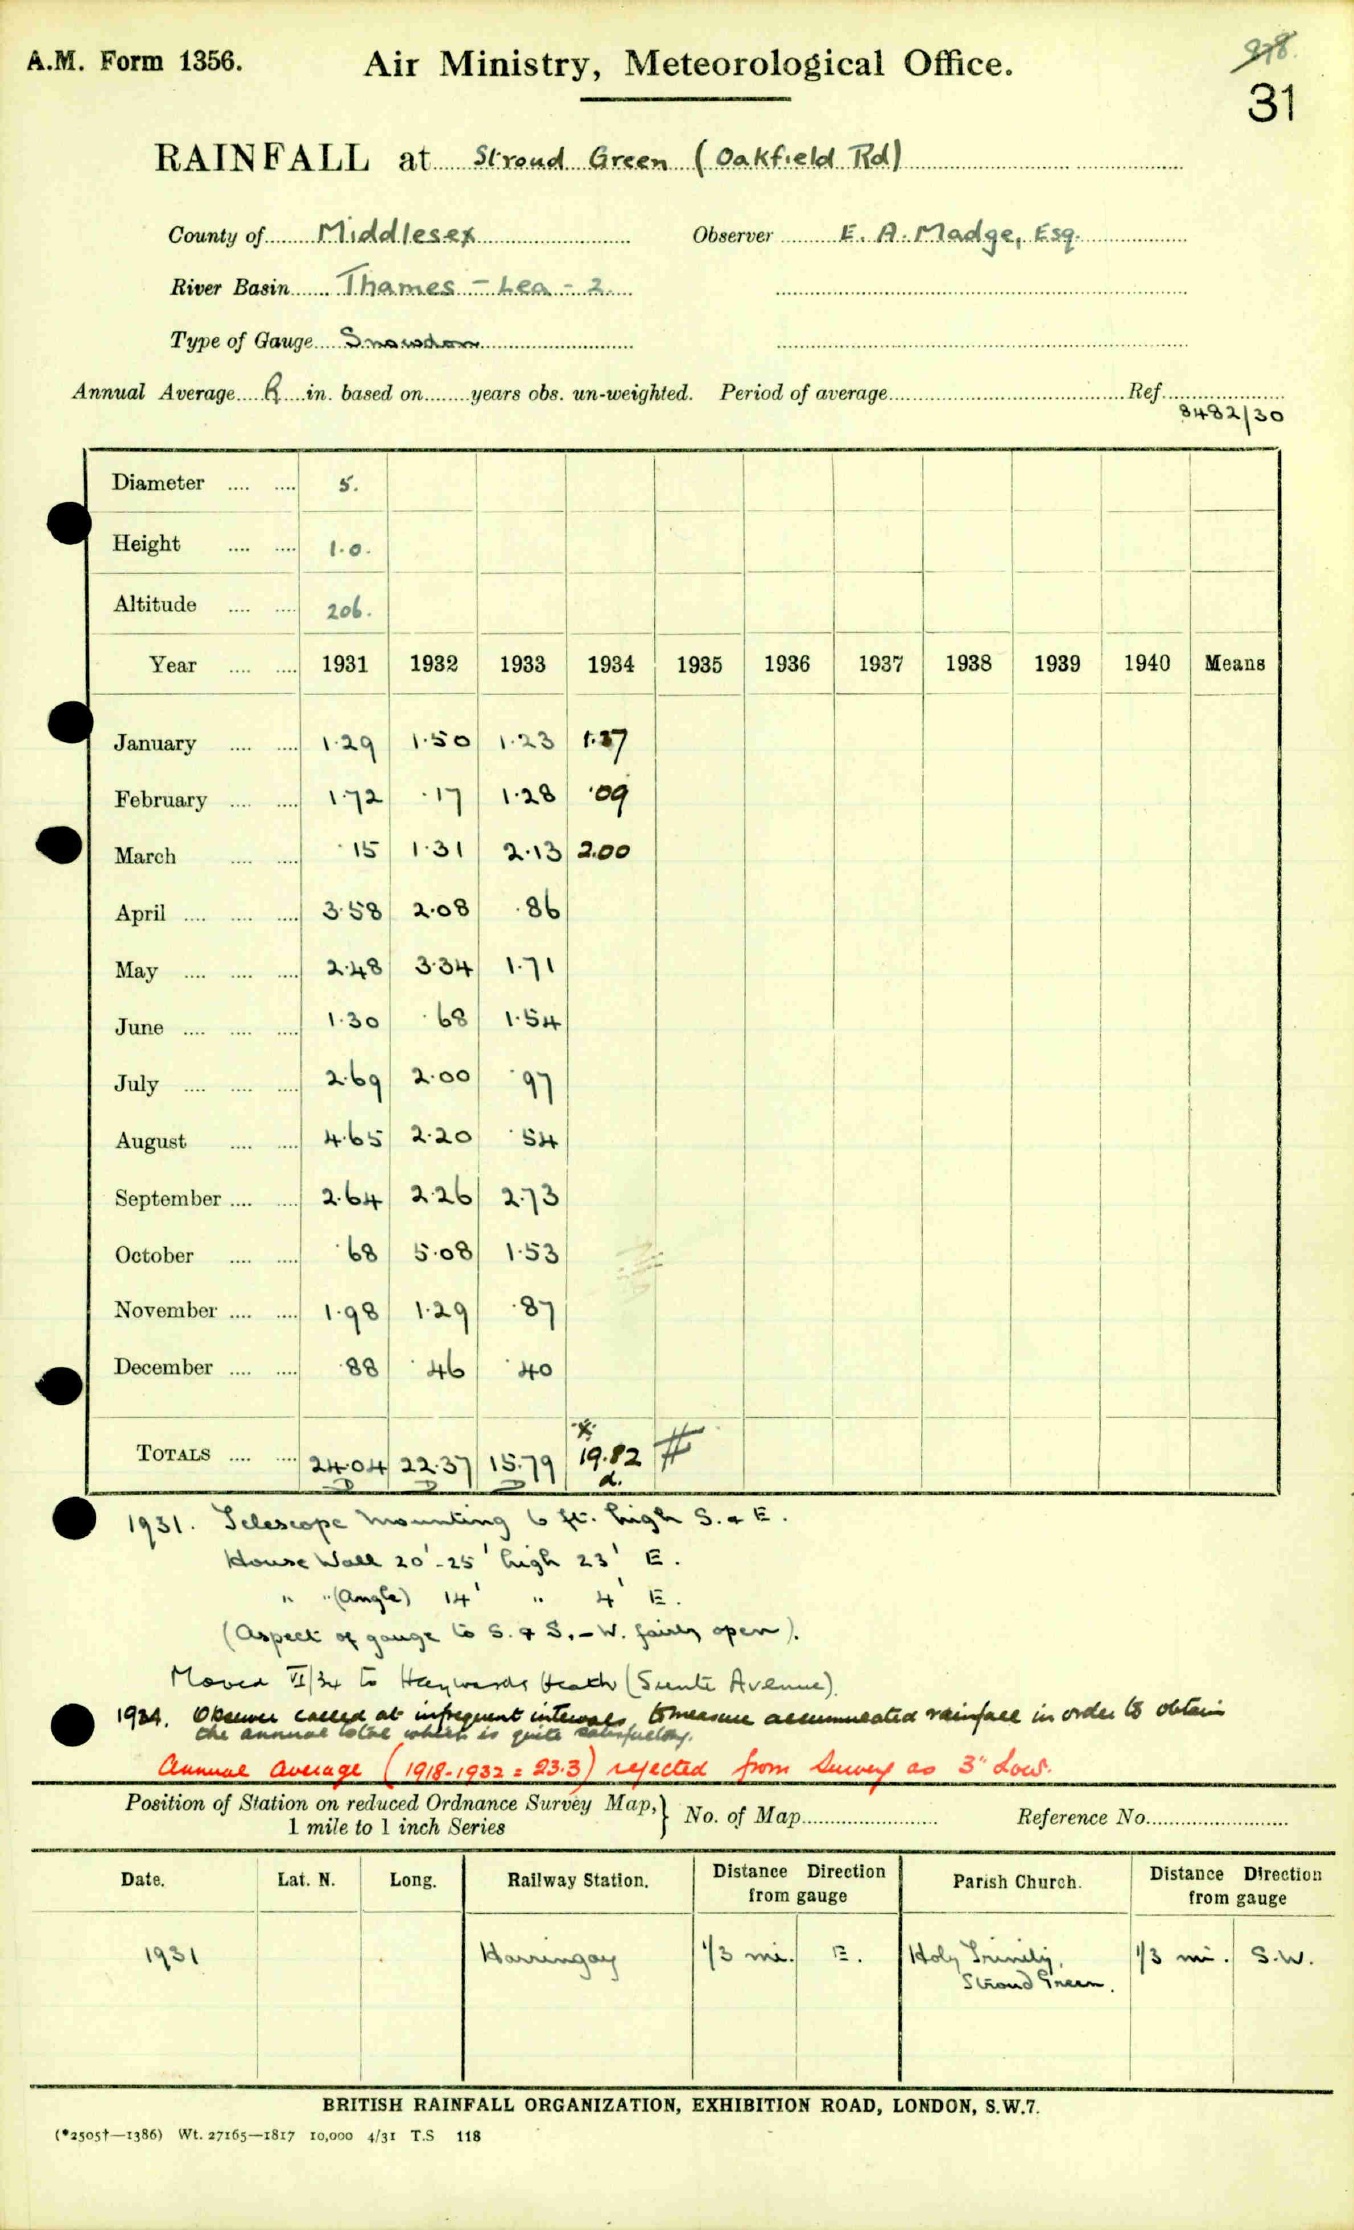 A.M. Form 1356. Air Ministry, Meteorological Office. 978.
31
RAINFALL at Stroud Green (Oakfield Rd)
County of Middlesex Observer E. A. Madge, Esq.
River Basin Thames - Lea - 2
Type of Gauge Snowdon
Annual Average R in. based on years obs. un-weighted. Period of average Ref.
8482/30
Diameter 5.
Height 1.0.
Altitude 206.
Year 1931 1932 1933 1934 1935 1936 1937 1938 1939 1940 Means
January 1.29 1.50 1.23 1.37
February 1.72 .17 1.28 .09
March .15 1.31 2.13 2.00
April 3.58 2.08 .86
May 2.48 3.34 1.71
June 1.30 .68 1.54
July 2.69 2.00 .97
August 4.65 2.20 .54
September 2.64 2.26 2.73
October .68 5.08 1.53
November 1.98 1.29 .87
December .88 .46 .40
TOTALS 24.04 22.37 15.79 19.82 #
D D D d.
1931. Telescope Mounting 6 ft. high S. & E.
House Wall 20'-25' high 23' E.
" "(Angle) 14' " 4' E.
(Aspect of gauge to S. & S.-W. fairly open).
Moved VI/34 to Haywards Heath (Sunte Avenue).
1934. Observer called at infrequent intervals to measure accumulated rainfall in order to obtain
the annual total which is quite satisfactory.
Annual average (1918-1932 = 23.3) rejected from Survey as 3" Low.
Position of Station on reduced Ordnance Survey Map,} No. of Map Reference No.
1 mile to 1 inch Series
Date. Lat. N. Long. Railway Station. Distance Direction from gauge Parish Church. Distance Direction from gauge
1931 Harringay 1/3 mi. E. Holy Trinity, 1/3 mi. S.W.
Stroud Green.
BRITISH RAINFALL ORGANIZATION, EXHIBITION ROAD, LONDON, S.W.7.
(*2505†—1386) Wt. 27165—1817 10,000 4/31 T.S 118